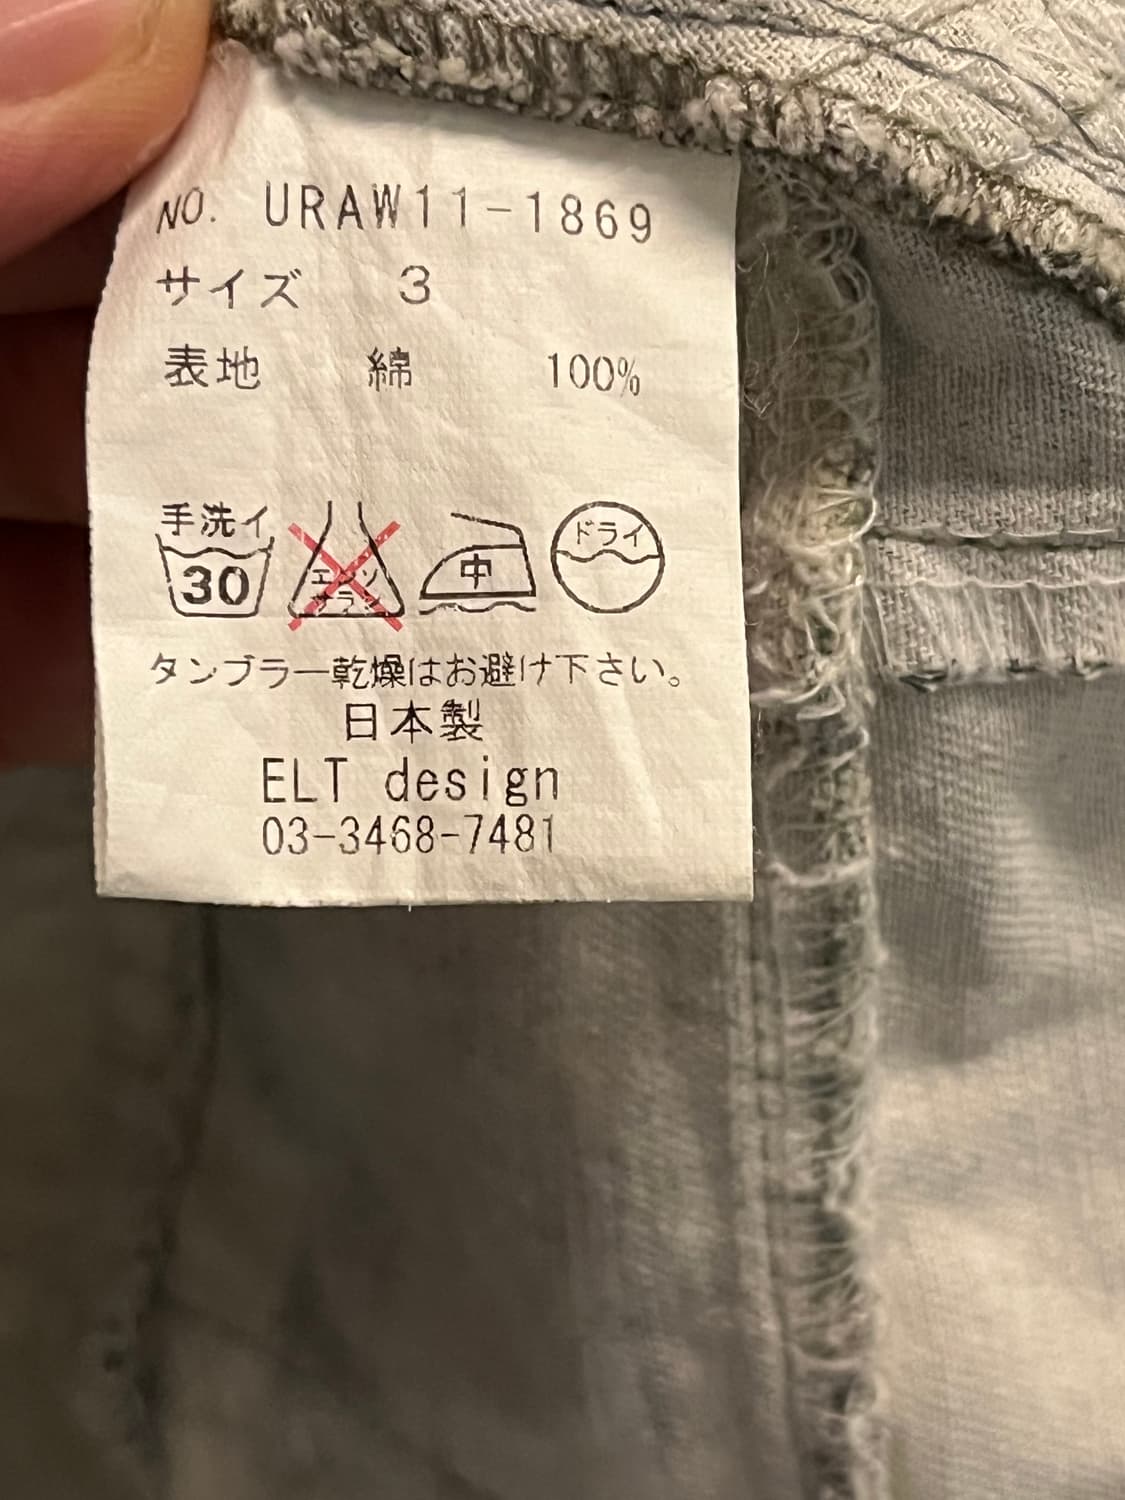 NO. URAW11-1869
サイズ 3
表地 綿 100%
手洗イ
30
エンソ
サラシ
中
ドライ
タンブラー乾燥はお避け下さい。
日本製
ELT design
03-3468-7481